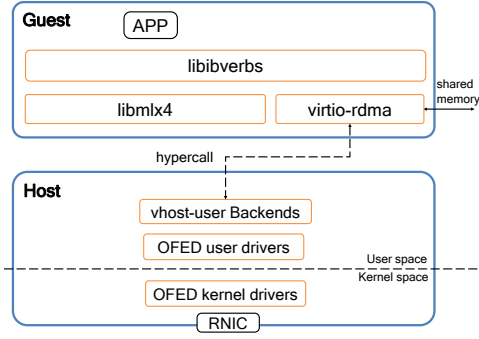 Guest
APP
libibverbs
libmlx4
virtio-rdma
shared
memory
hypercall
Host
vhost-user Backends
OFED user drivers
User space
Kernel space
OFED kernel drivers
RNIC